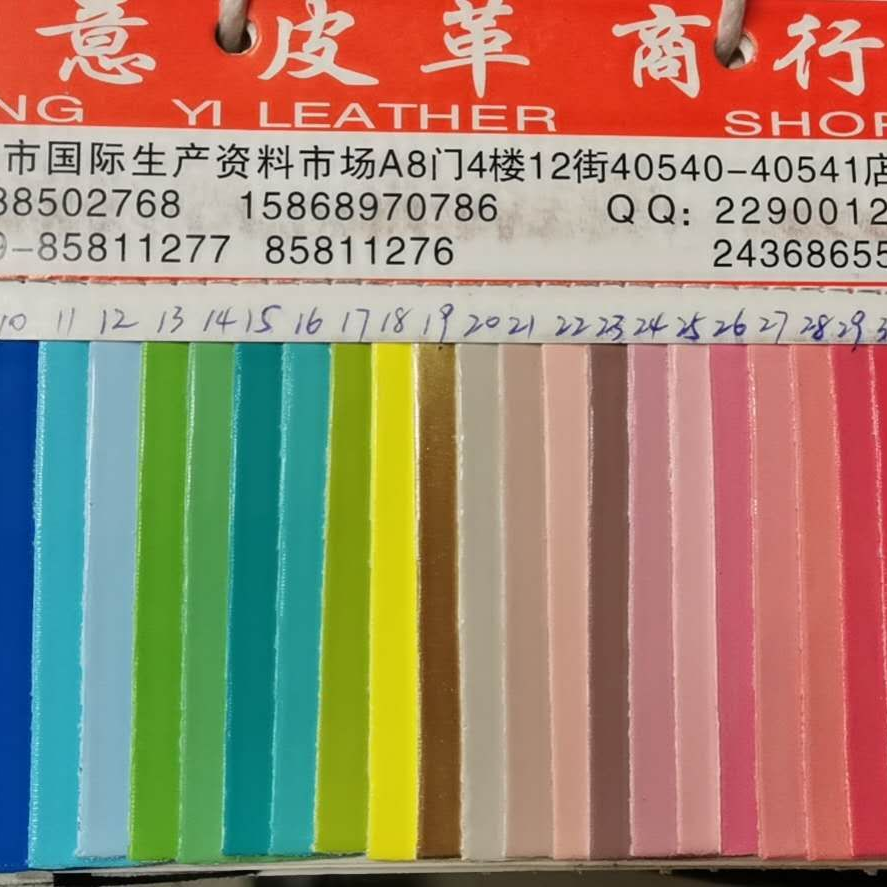 意皮革商行
NG YI LEATHER SHOP
市国际生产资料市场A8门4楼12街40540-40541店
88502768 15868970786 QQ: 2290012
9-85811277 85811276 24368655
10 11 12 13 14 15 16 17 18 19 20 21 22 23 24 25 26 27 28 29